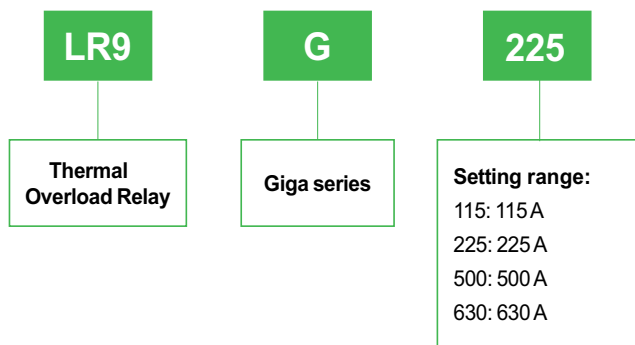 LR9
G
225
Thermal
Overload Relay
Giga series
Setting range:
115: 115 A
225: 225 A
500: 500 A
630: 630 A